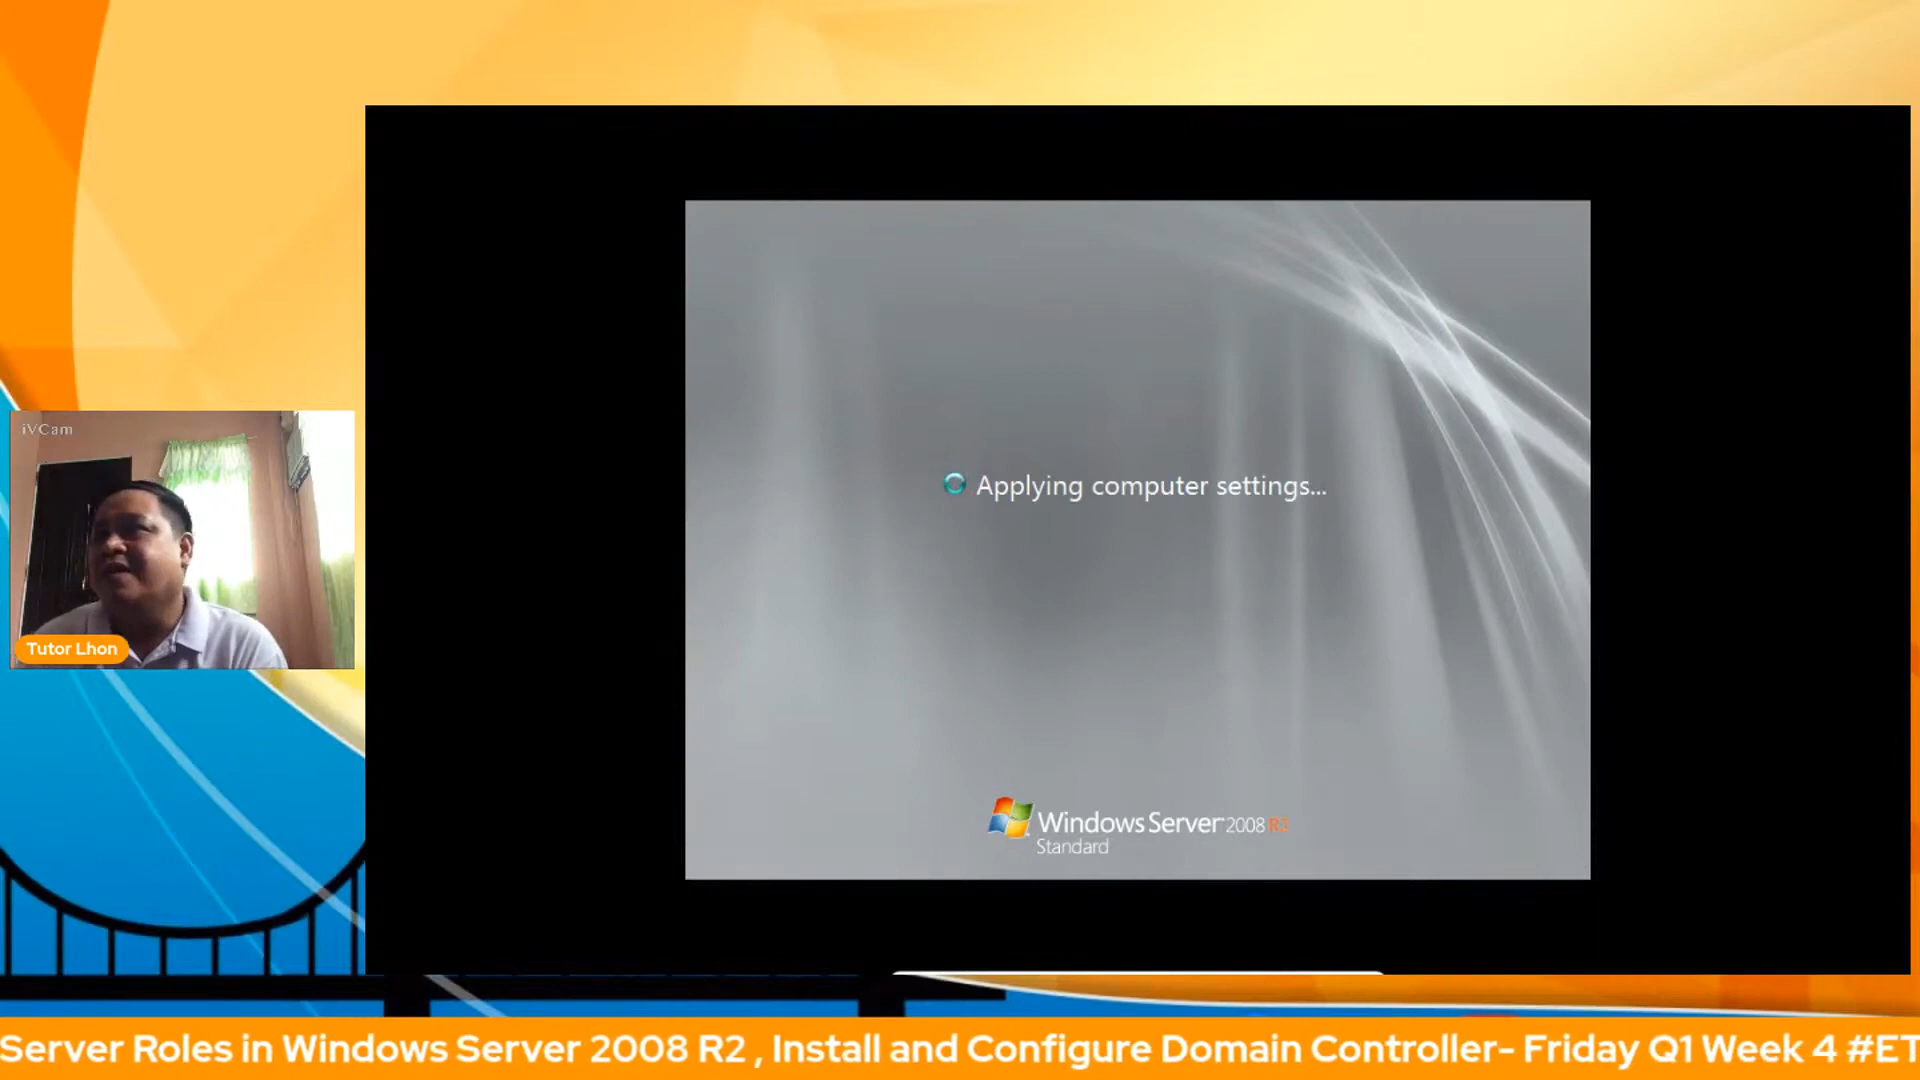 iVCam
Tutor Lhon
Applying computer settings...
Windows Server 2008 R2
Standard
Server Roles in Windows Server 2008 R2 , Install and Configure Domain Controller- Friday Q1 Week 4 #ET